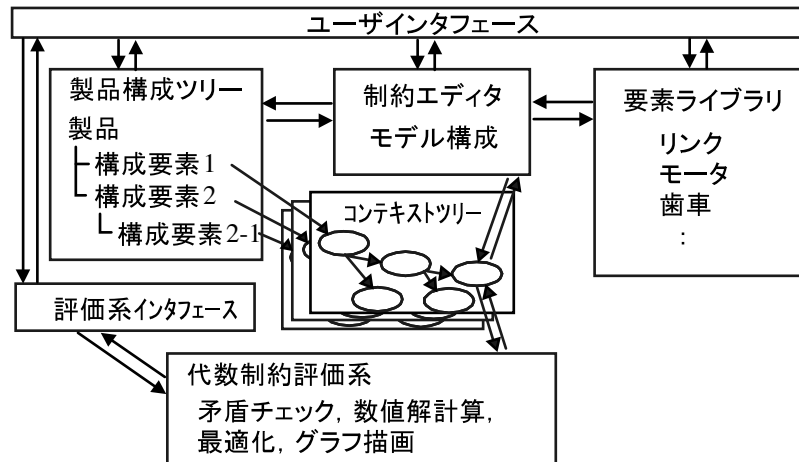 ユーザインタフェース
製品構成ツリー
製品
構成要素1
構成要素2
構成要素2-1
制約エディタ
モデル構成
要素ライブラリ
リンク
モータ
歯車
:
コンテキストツリー
評価系インタフェース
代数制約評価系
矛盾チェック, 数値解計算,
最適化, グラフ描画